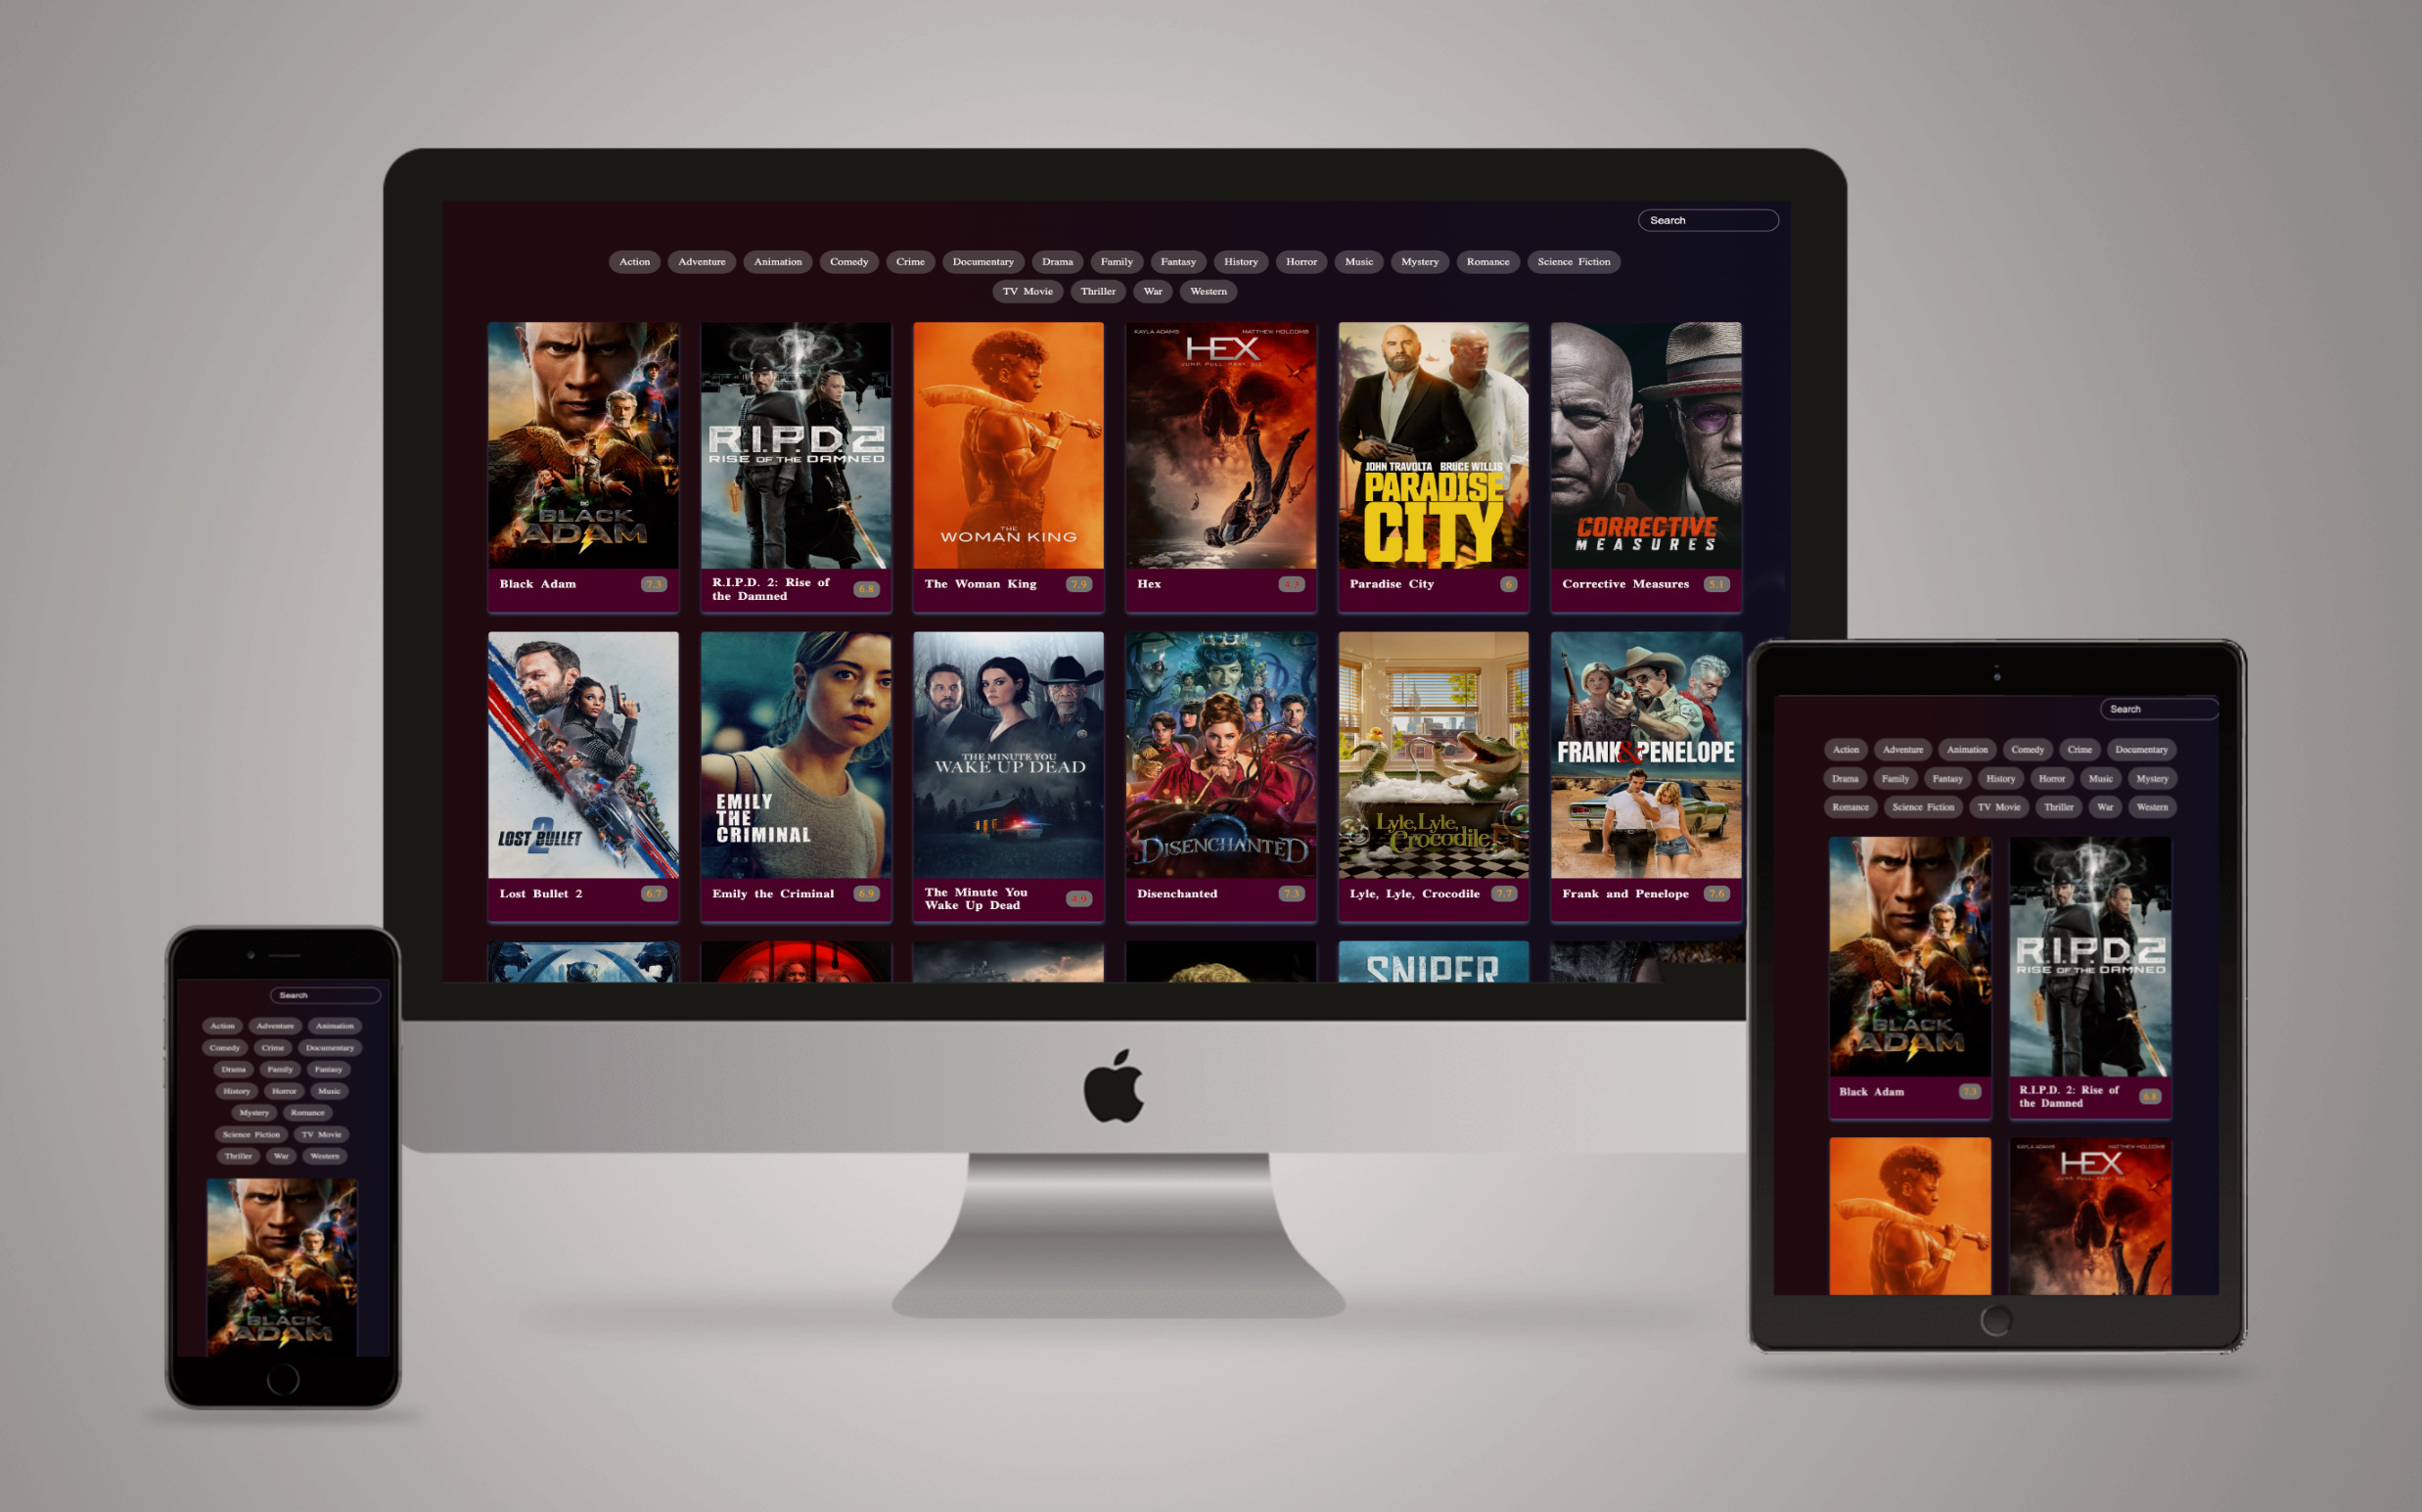 Search
Action Adventure Animation Comedy Crime Documentary Drama Family Fantasy History Horror Music Mystery Romance Science Fiction
TV Movie Thriller War Western
KAYLA ADAMS MATTHEW HOLCOMB
HEX
R.I.P.D.2
RISE OF THE DAMNED
JOHN TRAVOLTA BRUCE WILLIS
PARADISE
CITY
BLACK
ADAM
THE
WOMAN KING
CORRECTIVE
MEASURES
Black Adam 7.3
R.I.P.D. 2: Rise of
the Damned 6.8
The Woman King 7.9
Hex 4.3
Paradise City 6
Corrective Measures 5.1
LOST BULLET
2
EMILY
THE
CRIMINAL
THE MINUTE YOU
WAKE UP DEAD
DISENCHANTED
Lyle, Lyle,
Crocodile
FRANK & PENELOPE
Lost Bullet 2 6.7
Emily the Criminal 6.9
The Minute You
Wake Up Dead 4.9
Disenchanted 7.3
Lyle, Lyle, Crocodile 7.7
Frank and Penelope 7.6
SNIPER
Search
Action Adventure Animation Comedy Crime Documentary
Drama Family Fantasy History Horror Music Mystery
Romance Science Fiction TV Movie Thriller War Western
R.I.P.D.2
RISE OF THE DAMNED
BLACK
ADAM
Black Adam 7.3
R.I.P.D. 2: Rise of
the Damned 6.8
KAYLA ADAMS MATTHEW HOLCOMB
HEX
Search
Action Adventure Animation
Comedy Crime Documentary
Drama Family Fantasy
History Horror Music
Mystery Romance
Science Fiction TV Movie
Thriller War Western
BLACK
ADAM